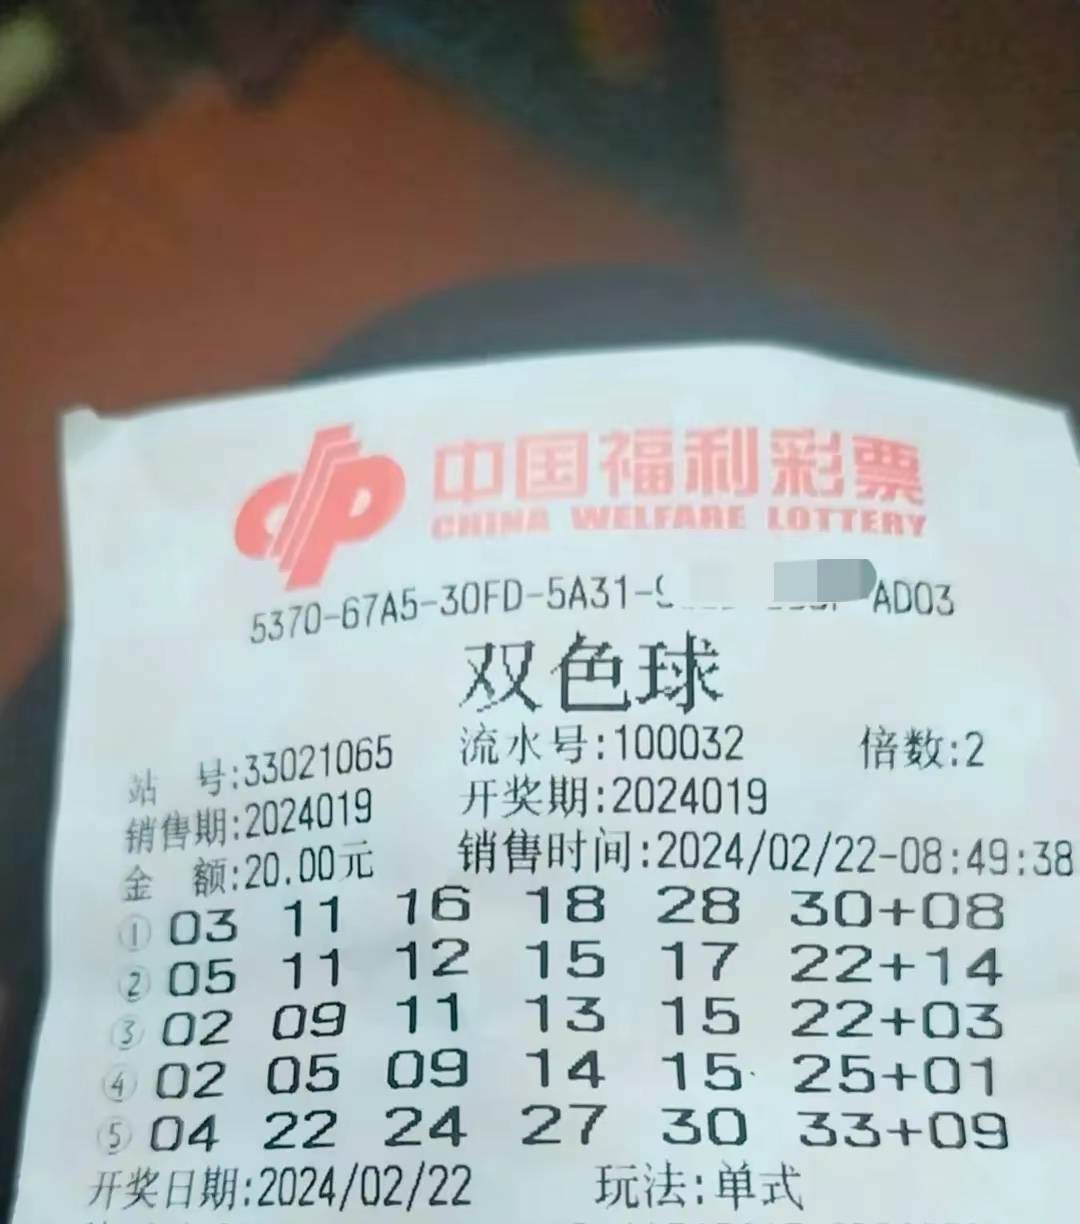 中国福利彩票
CHINA WELFARE LOTTERY
5370-67A5-30FD-5A31- AD03
双色球
站 号:33021065 流水号:100032 倍数:2
销售期:2024019 开奖期:2024019
金 额:20.00元 销售时间:2024/02/22-08:49:38
① 03 11 16 18 28 30+08
② 05 11 12 15 17 22+14
③ 02 09 11 13 15 22+03
④ 02 05 09 14 15 25+01
⑤ 04 22 24 27 30 33+09
开奖日期:2024/02/22 玩法:单式